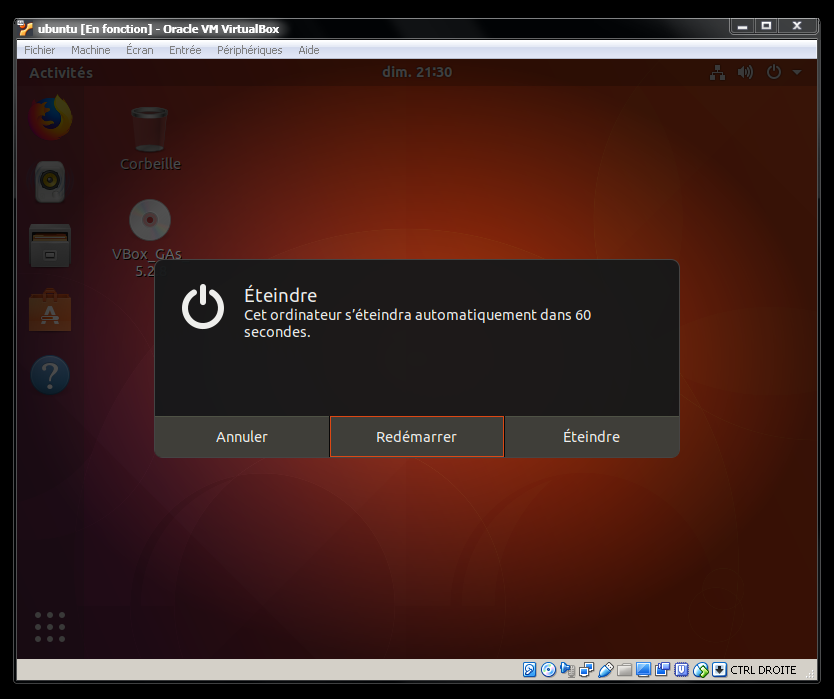 ubuntu [En fonction] - Oracle VM VirtualBox
Fichier Machine Écran Entrée Périphériques Aide
Activités dim. 21:30
Corbeille
VBox_GAs
5.2
Éteindre
Cet ordinateur s’éteindra automatiquement dans 60
secondes.
Annuler Redémarrer Éteindre
CTRL DROITE